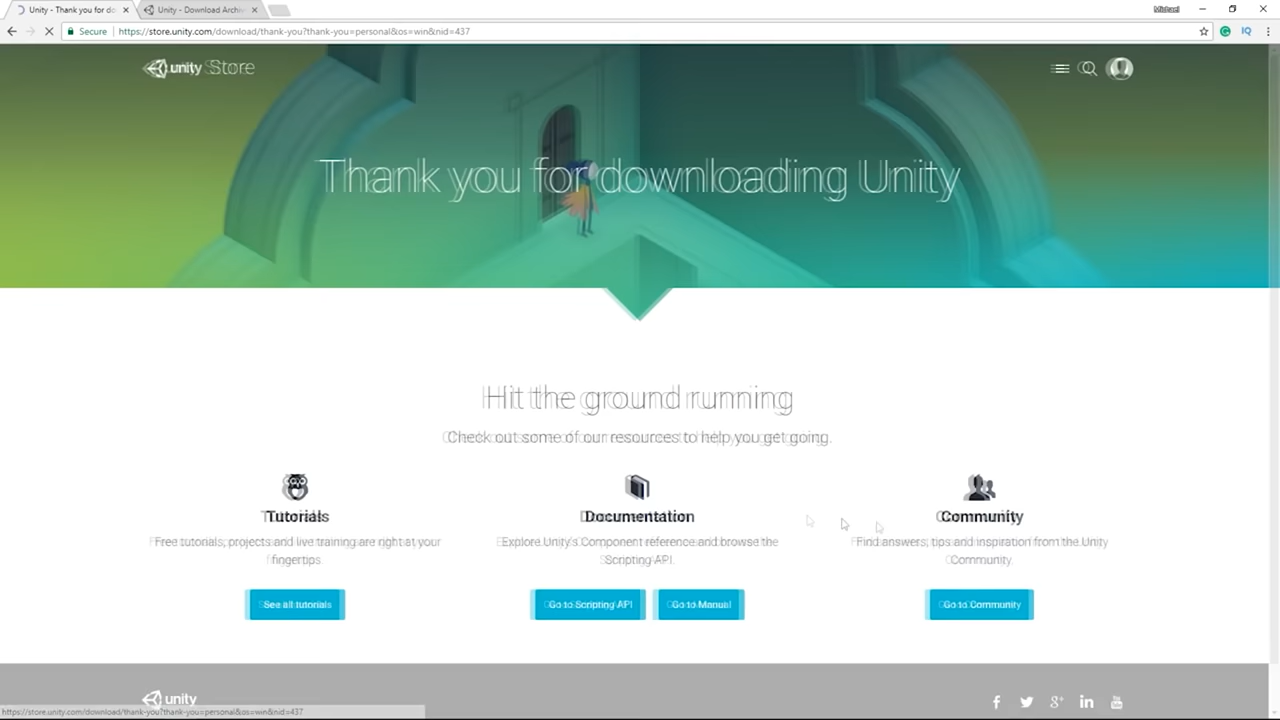 Unity - Thank you for do
Unity - Download Archiv
Michael
Secure
https://store.unity.com/download/thank-you?thank-you=personal&os=win&nid=437
unity Store
Thank you for downloading Unity
Hit the ground running
Check out some of our resources to help you get going.
Tutorials
Free tutorials, projects and live training are right at your
fingertips.
See all tutorials
Documentation
Explore Unity's Component reference and browse the
Scripting API.
Go to Scripting API
Go to Manual
Community
Find answers, tips and inspiration from the Unity
Community.
Go to Community
unity
https://store.unity.com/download/thank-you?thank-you=personal&os=win&nid=437